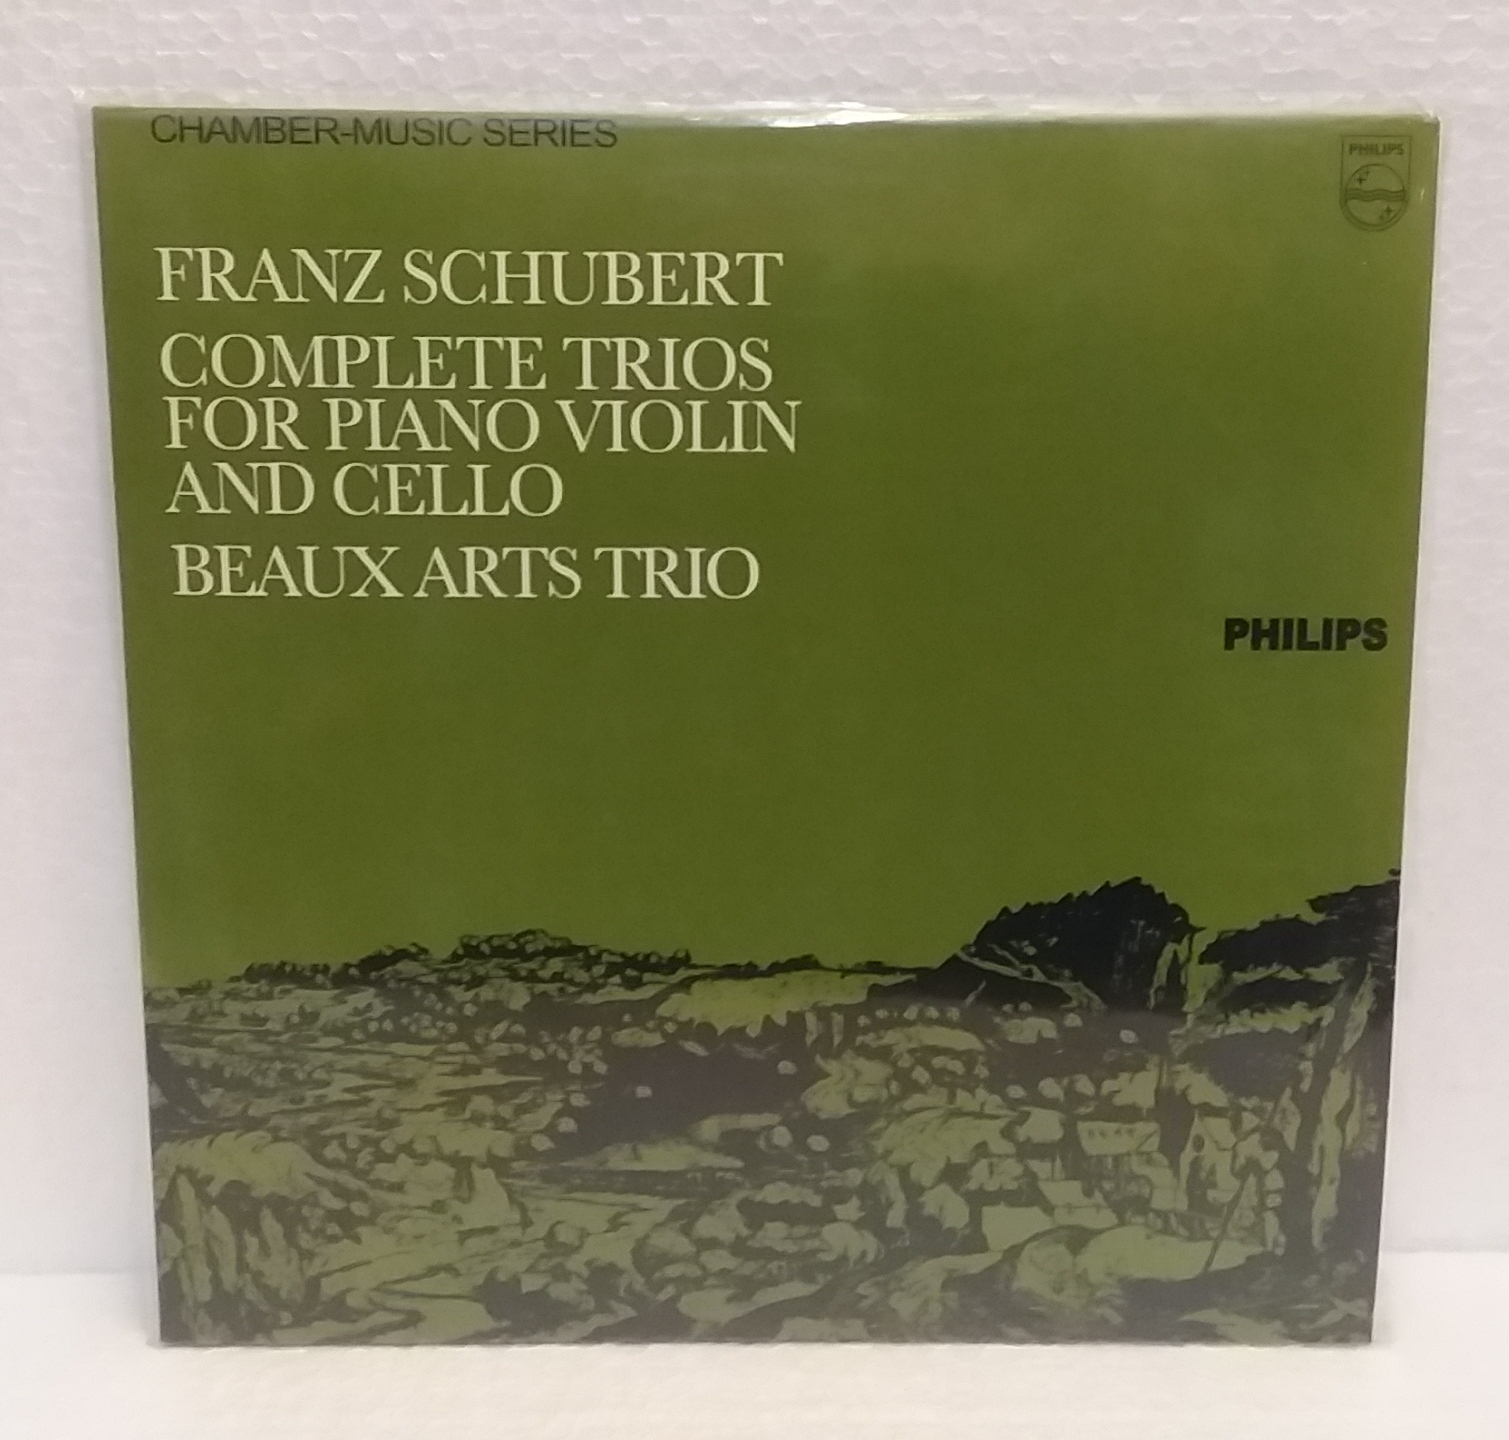 CHAMBER-MUSIC SERIES
PHILIPS
FRANZ SCHUBERT
COMPLETE TRIOS
FOR PIANO VIOLIN
AND CELLO
BEAUX ARTS TRIO
PHILIPS